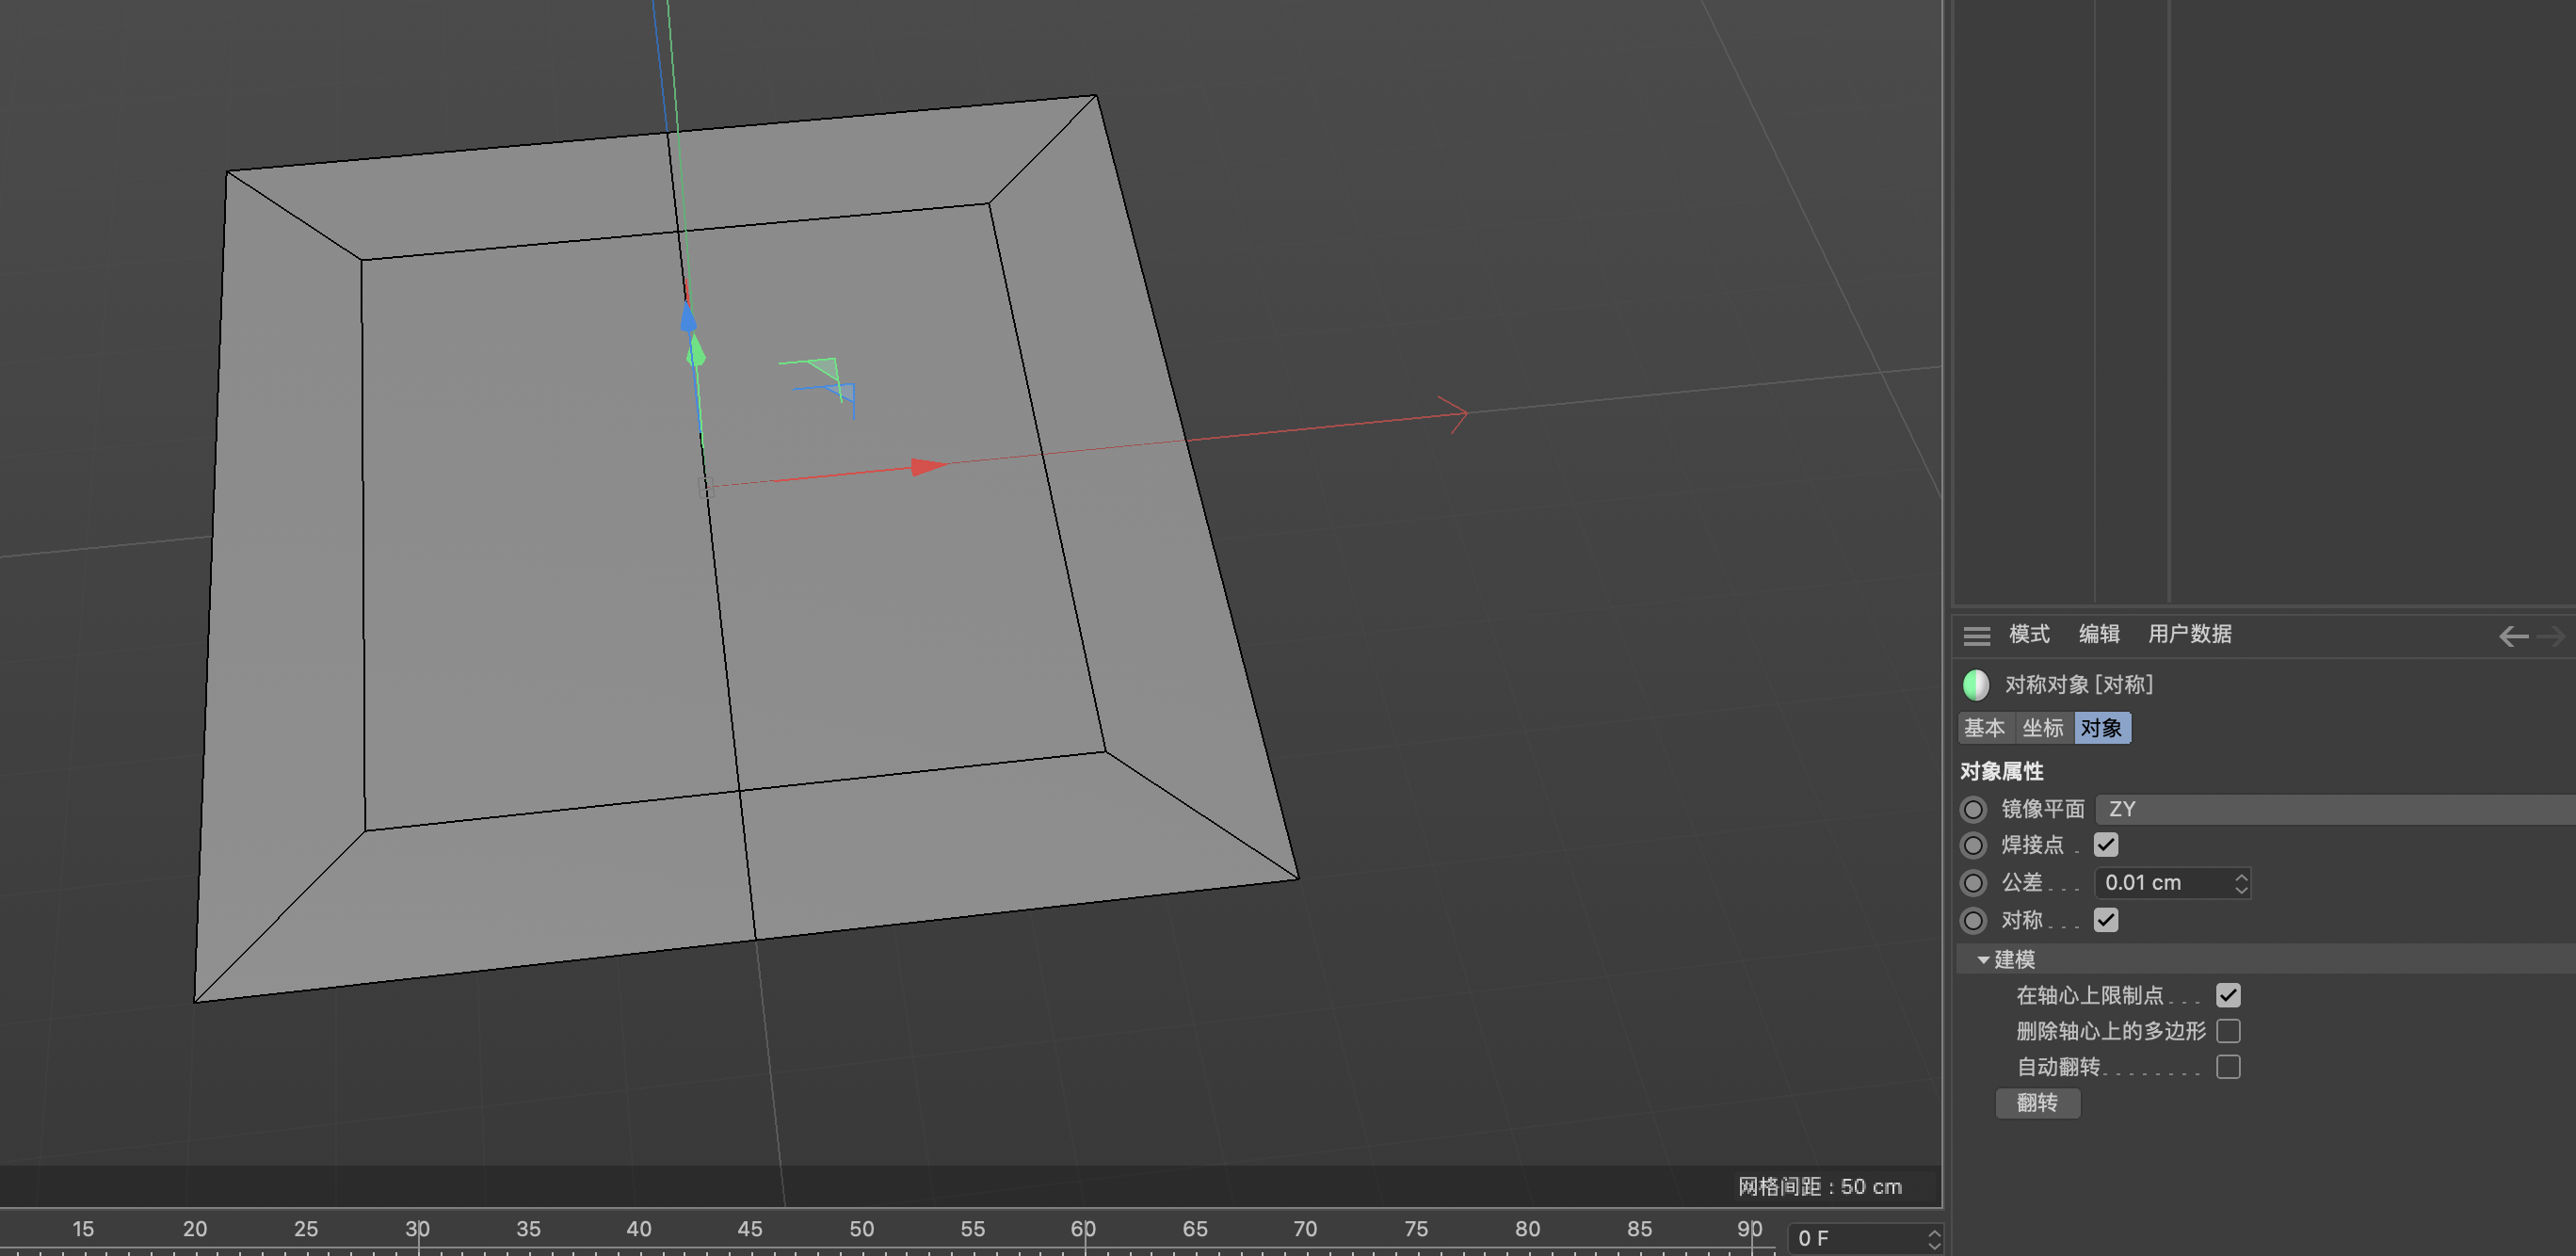 模式 编辑 用户数据
对称对象 [对称]
基本 坐标 对象
对象属性
镜像平面 ZY
焊接点 .
公差 . . . 0.01 cm
对称 . . .
建模
在轴心上限制点 . . .
删除轴心上的多边形
自动翻转 . . . . . . . .
翻转
网格间距 : 50 cm
15 20 25 30 35 40 45 50 55 60 65 70 75 80 85 90 0 F